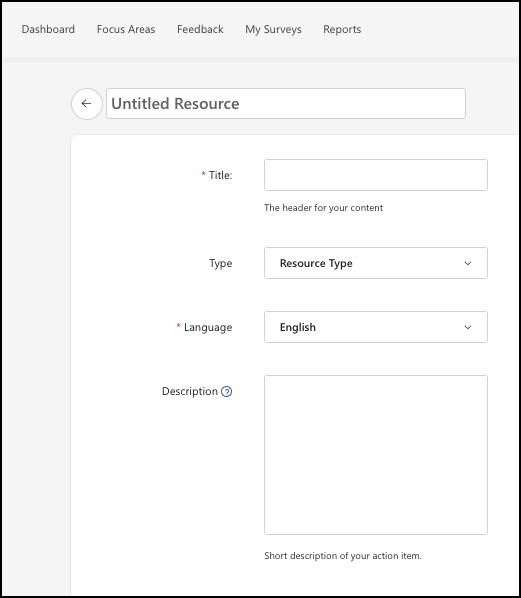 Dashboard Focus Areas Feedback My Surveys Reports
Untitled Resource
* Title:
The header for your content
Type Resource Type
* Language English
Description
Short description of your action item.